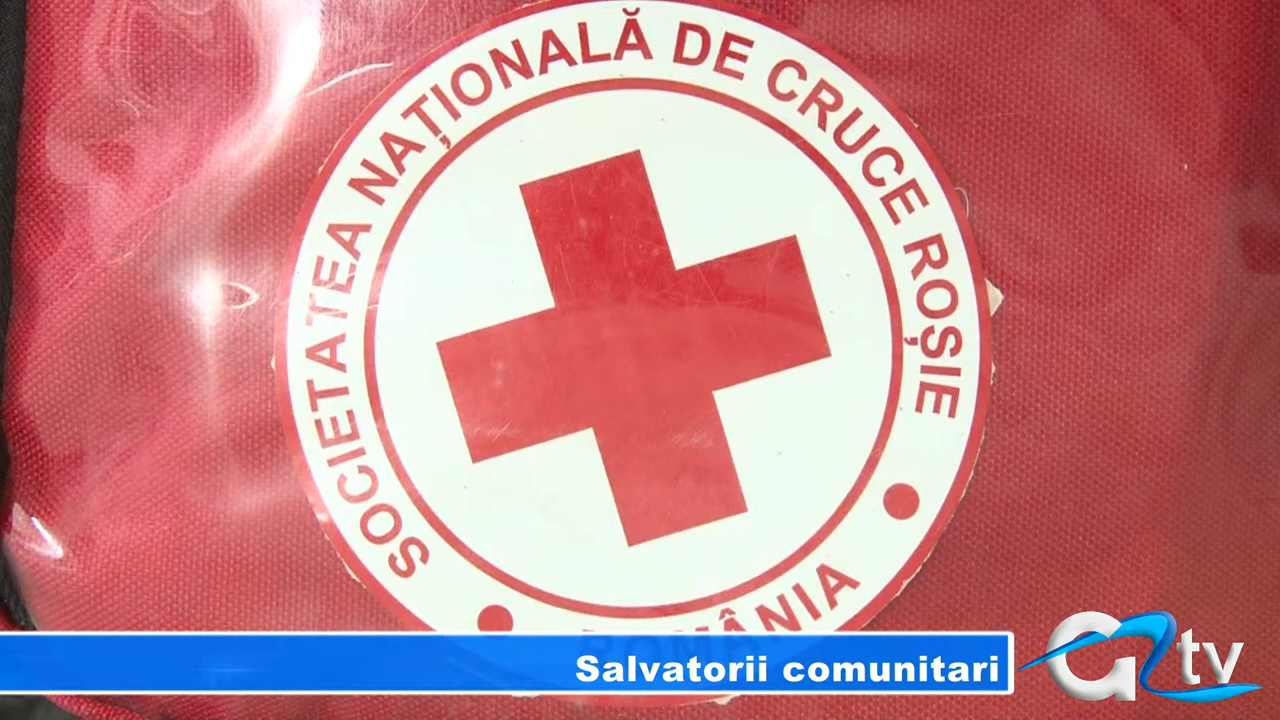 SOCIETATEA NAȚIONALĂ DE CRUCE ROȘIE
ROMÂNIA
Salvatorii comunitari
tv